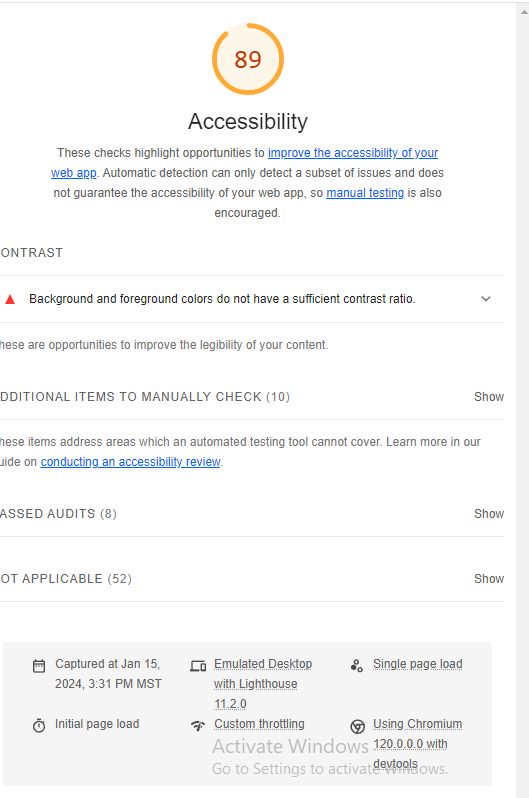 89
Accessibility
These checks highlight opportunities to improve the accessibility of your
web app. Automatic detection can only detect a subset of issues and does
not guarantee the accessibility of your web app, so manual testing is also
encouraged.
ONTRAST
Background and foreground colors do not have a sufficient contrast ratio.
hese are opportunities to improve the legibility of your content.
DDITIONAL ITEMS TO MANUALLY CHECK (10) Show
hese items address areas which an automated testing tool cannot cover. Learn more in our
uide on conducting an accessibility review.
ASSED AUDITS (8) Show
OT APPLICABLE (52) Show
Captured at Jan 15,
2024, 3:31 PM MST
Emulated Desktop
with Lighthouse
11.2.0
Single page load
Initial page load
Custom throttling
Using Chromium
120.0.0.0 with
devtools
Activate Windows
Go to Settings to activate Windows.